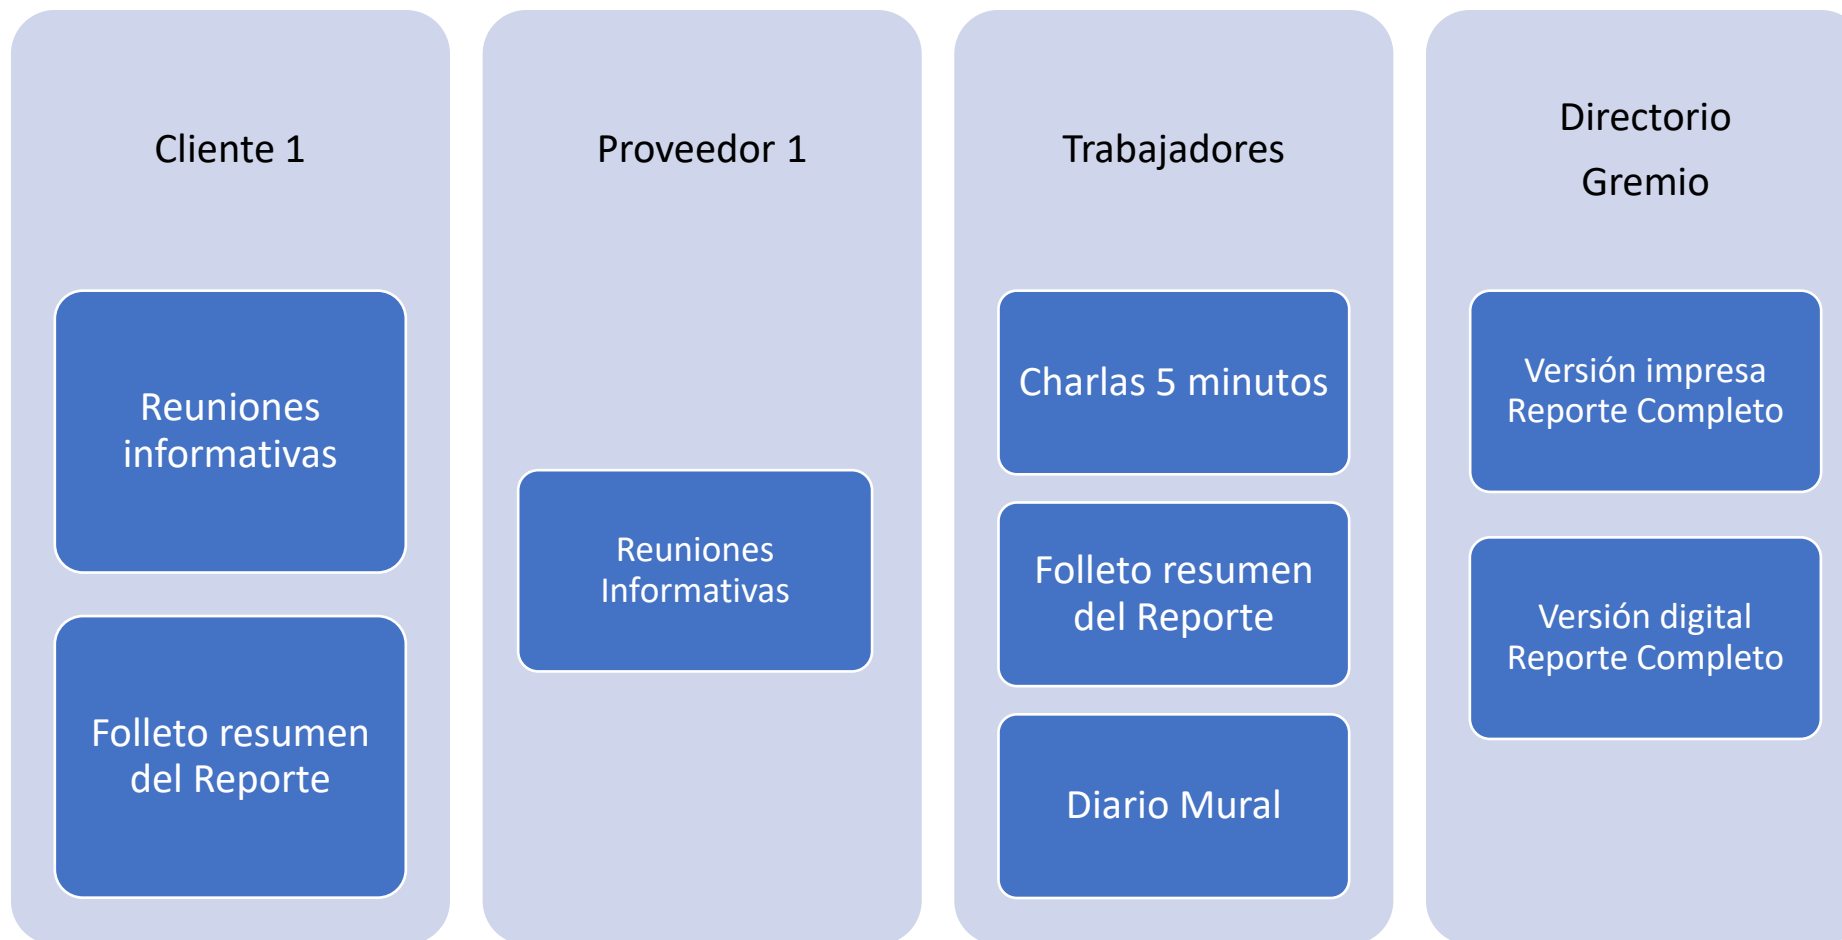 Cliente 1
Reuniones
informativas
Folleto resumen
del Reporte
Proveedor 1
Reuniones
Informativas
Trabajadores
Charlas 5 minutos
Folleto resumen
del Reporte
Diario Mural
Directorio
Gremio
Versión impresa
Reporte Completo
Versión digital
Reporte Completo